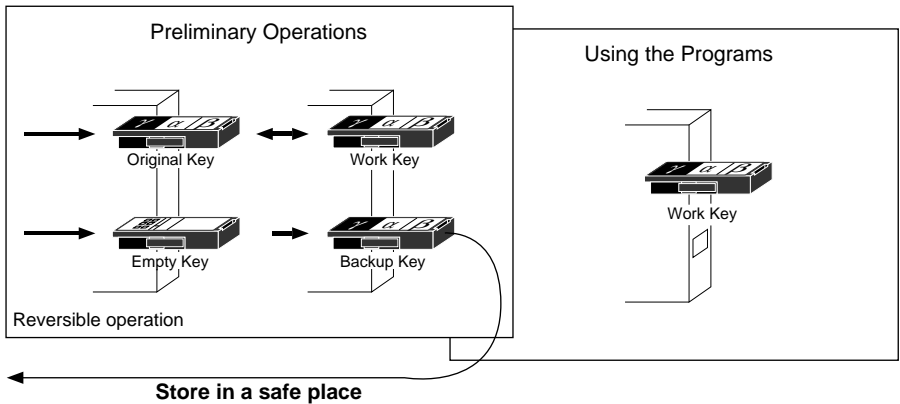 Preliminary Operations
Using the Programs
γ α β
Original Key
γ α β
Work Key
γ α β
Work Key
Empty Key
γ α β
Backup Key
Reversible operation
Store in a safe place